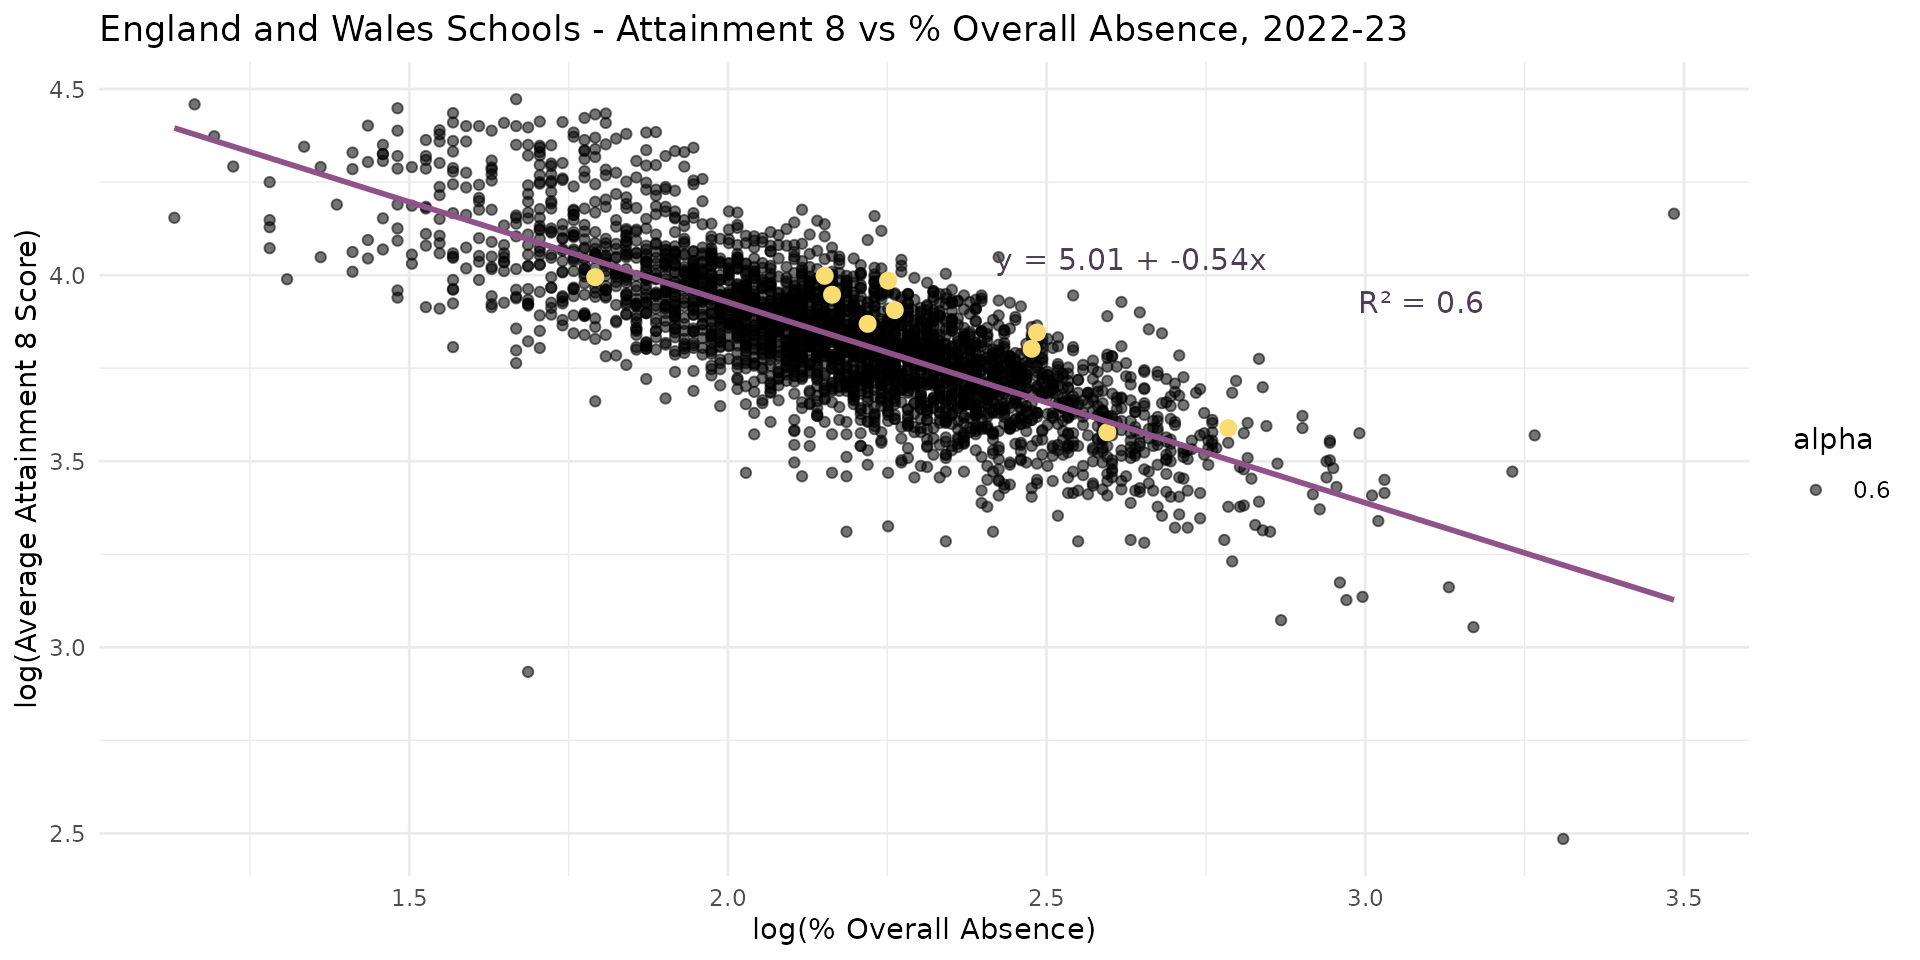 England and Wales Schools - Attainment 8 vs % Overall Absence, 2022-23
log(Average Attainment 8 Score)
4.5
4.0
3.5
3.0
2.5
y = 5.01 + -0.54x
R² = 0.6
alpha
0.6
1.5
2.0
2.5
3.0
3.5
log(% Overall Absence)